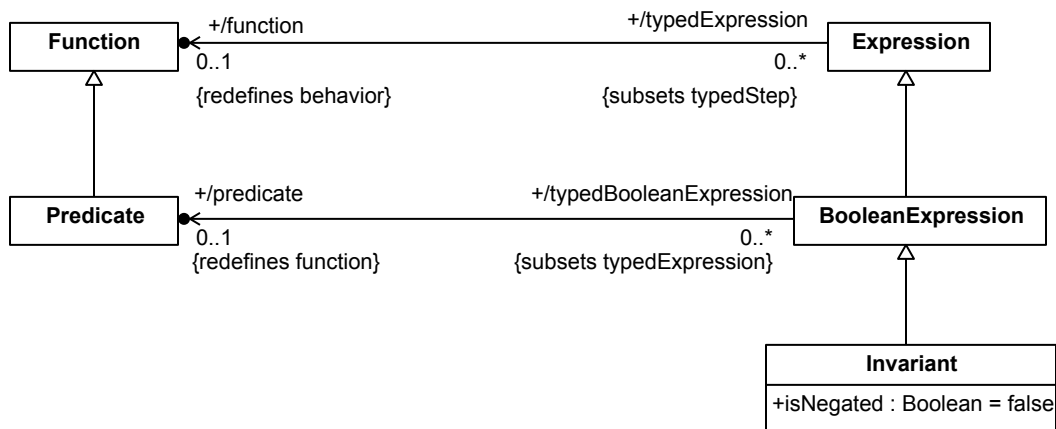 +/function
+/typedExpression
Function
Expression
0..1
0..*
{redefines behavior}
{subsets typedStep}
+/predicate
+/typedBooleanExpression
Predicate
BooleanExpression
0..1
0..*
{redefines function}
{subsets typedExpression}
Invariant
+isNegated : Boolean = false